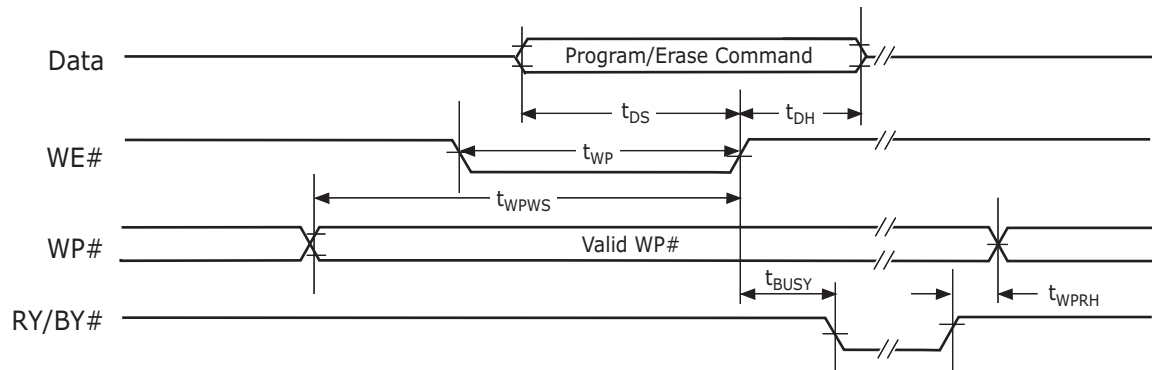 Data
Program/Erase Command
tDS
tDH
WE#
tWP
tWPWS
WP#
Valid WP#
tBUSY
tWPRH
RY/BY#